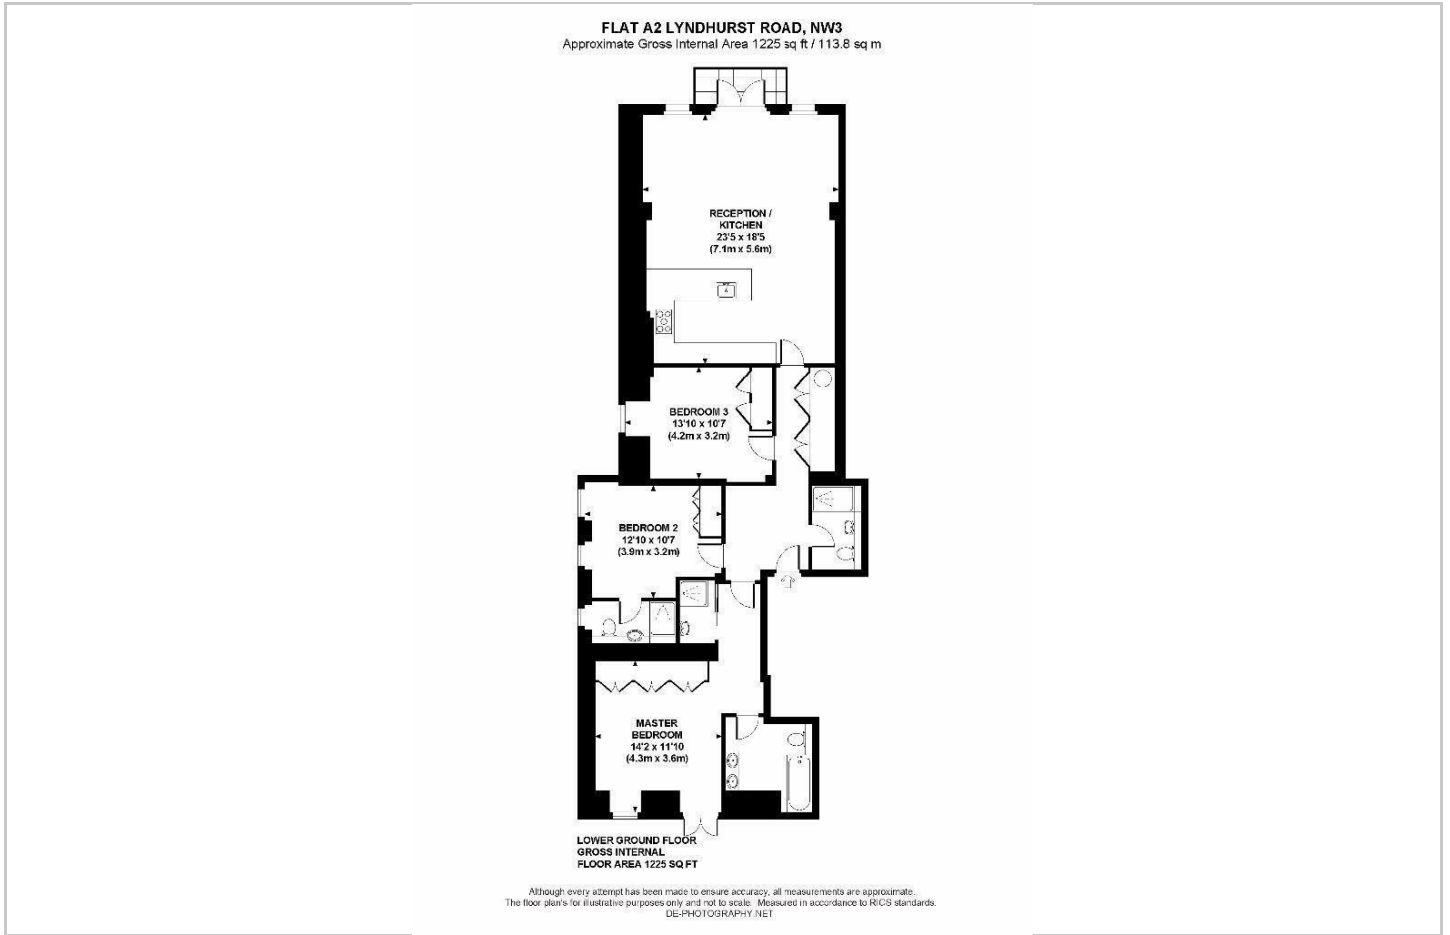 FLAT A2 LYNDHURST ROAD, NW3
Approximate Gross Internal Area 1225 sq ft / 113.8 sq m
RECEPTION /
KITCHEN
23'5 x 18'5
(7.1m x 5.6m)
BEDROOM 3
13'10 x 10'7
(4.2m x 3.2m)
BEDROOM 2
12'10 x 10'7
(3.9m x 3.2m)
MASTER
BEDROOM
14'2 x 11'10
(4.3m x 3.6m)
LOWER GROUND FLOOR
GROSS INTERNAL
FLOOR AREA 1225 SQ FT
Although every attempt has been made to ensure accuracy, all measurements are approximate.
The floor plan's for illustrative purposes only and not to scale. Measured in accordance to RICS standards.
DE-PHOTOGRAPHY.NET